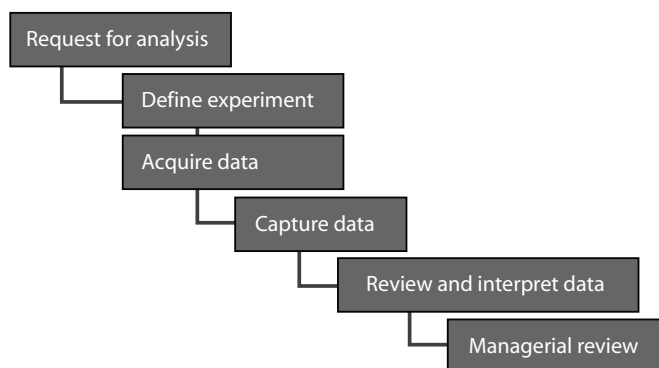 Request for analysis
Define experiment
Acquire data
Capture data
Review and interpret data
Managerial review